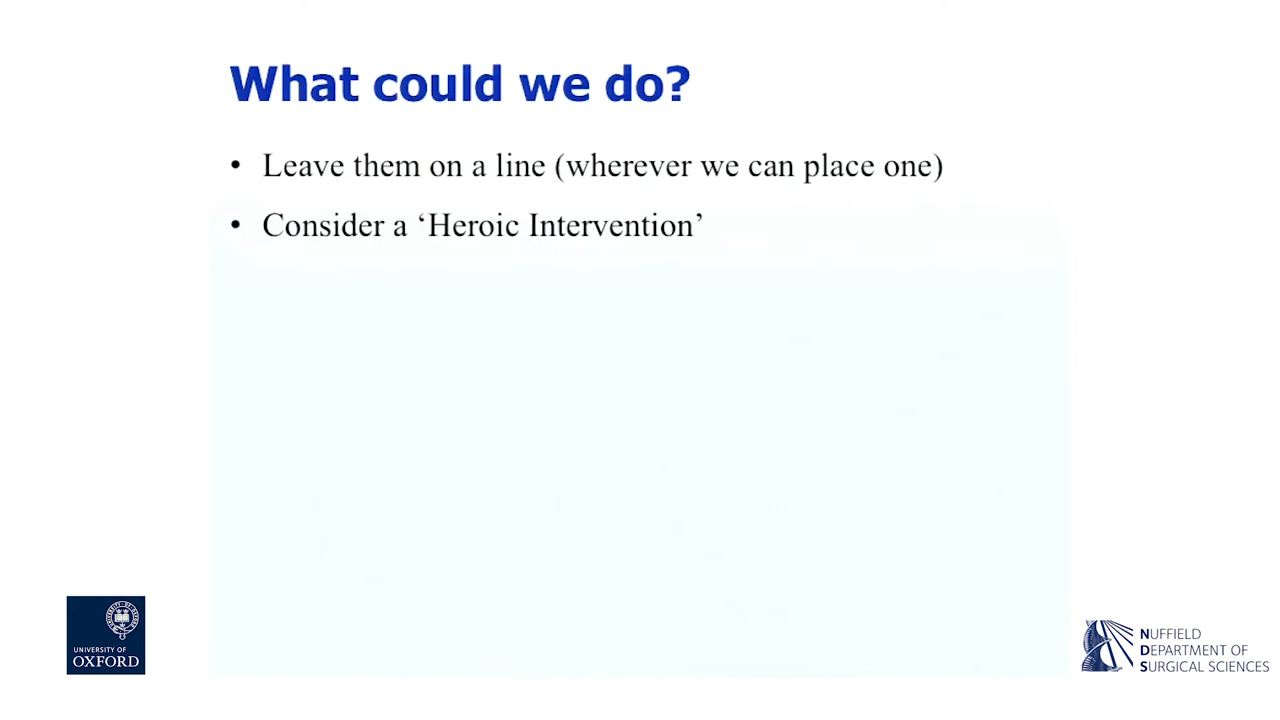 What could we do?
• Leave them on a line (wherever we can place one)
• Consider a ‘Heroic Intervention’
UNIVERSITY OF
OXFORD
NUFFIELD
DEPARTMENT OF
SURGICAL SCIENCES